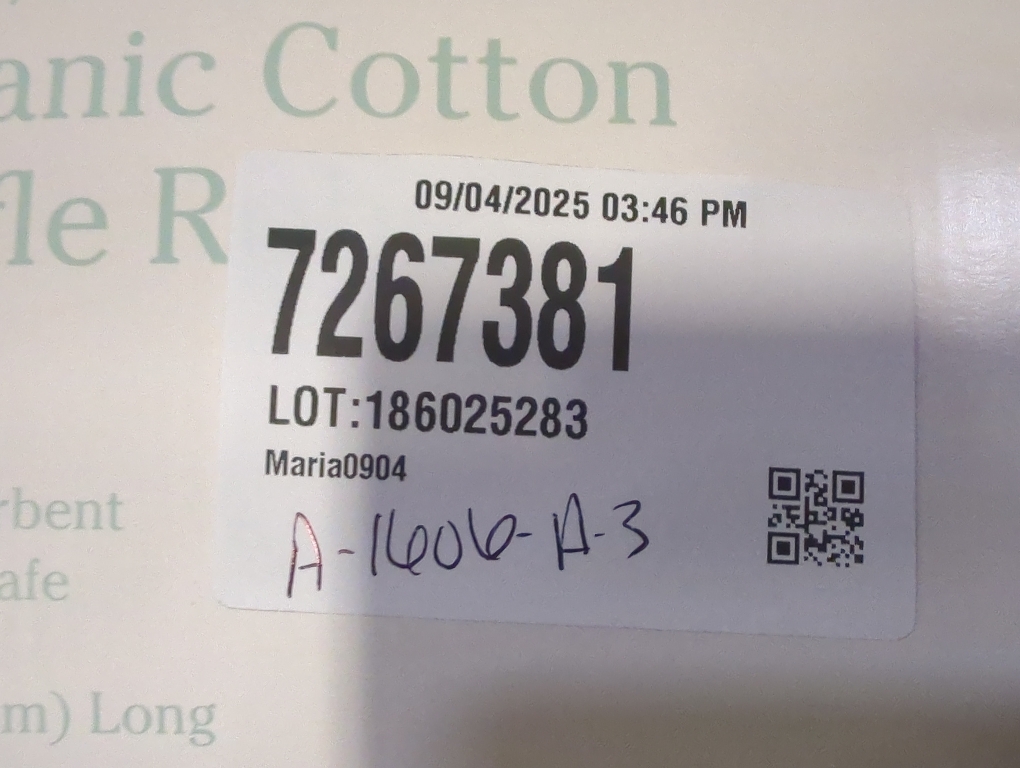 anic Cotton
fle R
09/04/2025 03:46 PM
7267381
LOT:186025283
Maria0904
A-1606-A-3
rbent
afe
m) Long